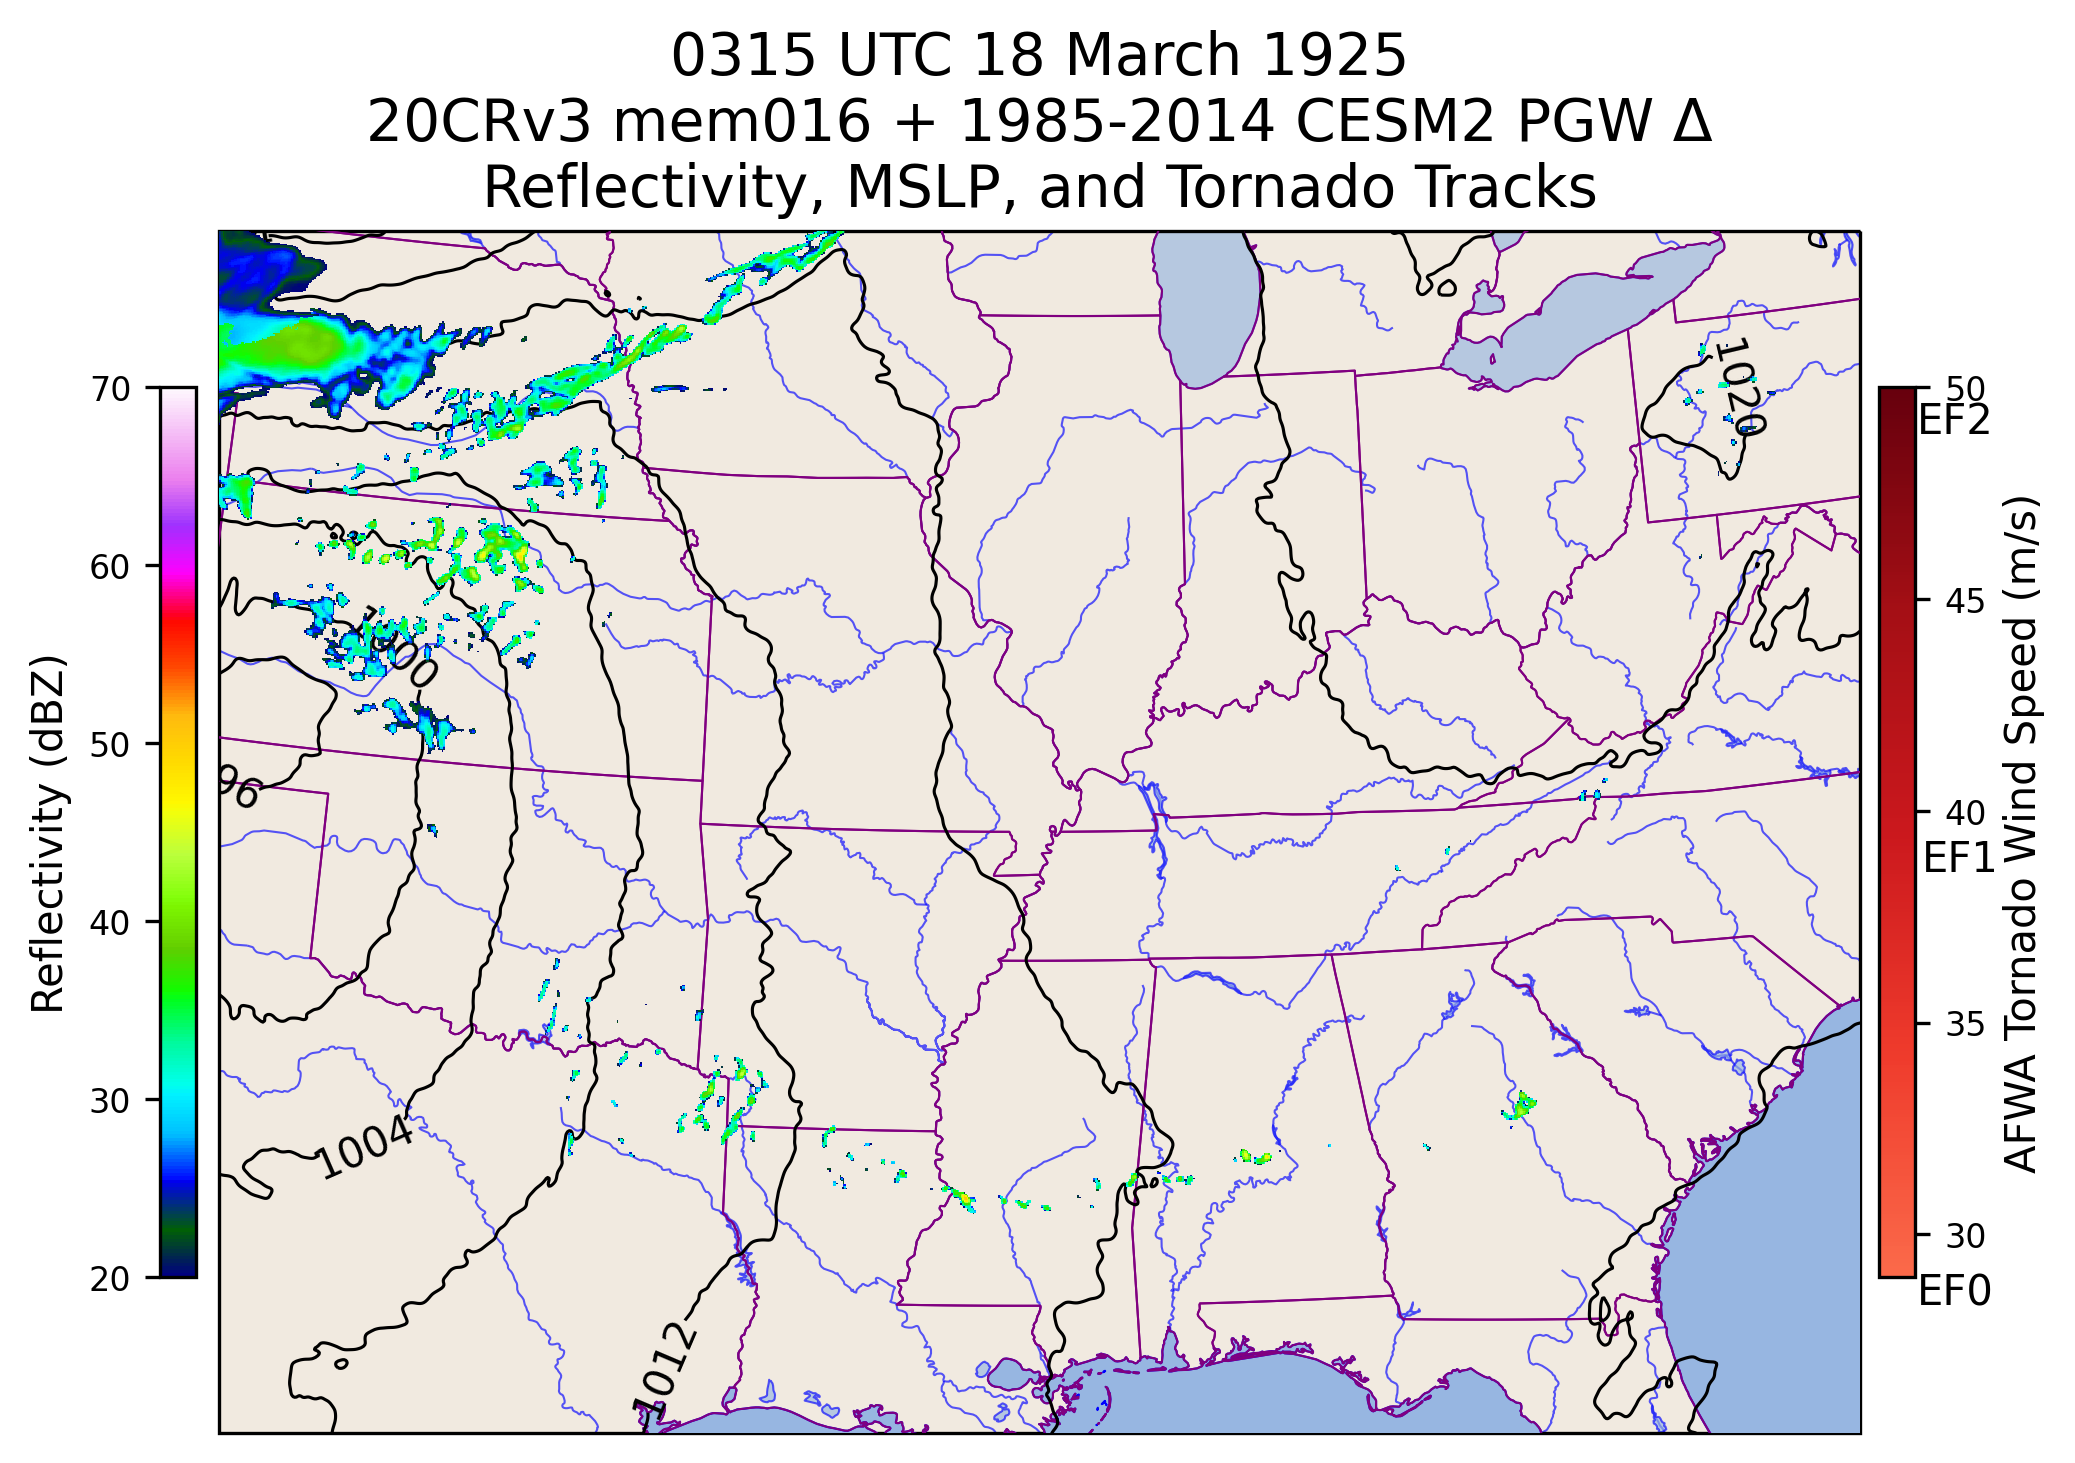 0315 UTC 18 March 1925
20CRv3 mem016 + 1985-2014 CESM2 PGW Δ
Reflectivity, MSLP, and Tornado Tracks
70
60
50
40
30
20
Reflectivity (dBZ)
1020
1000
96
1004
1012
50
EF2
45
40
EF1
35
30
EF0
AFWA Tornado Wind Speed (m/s)